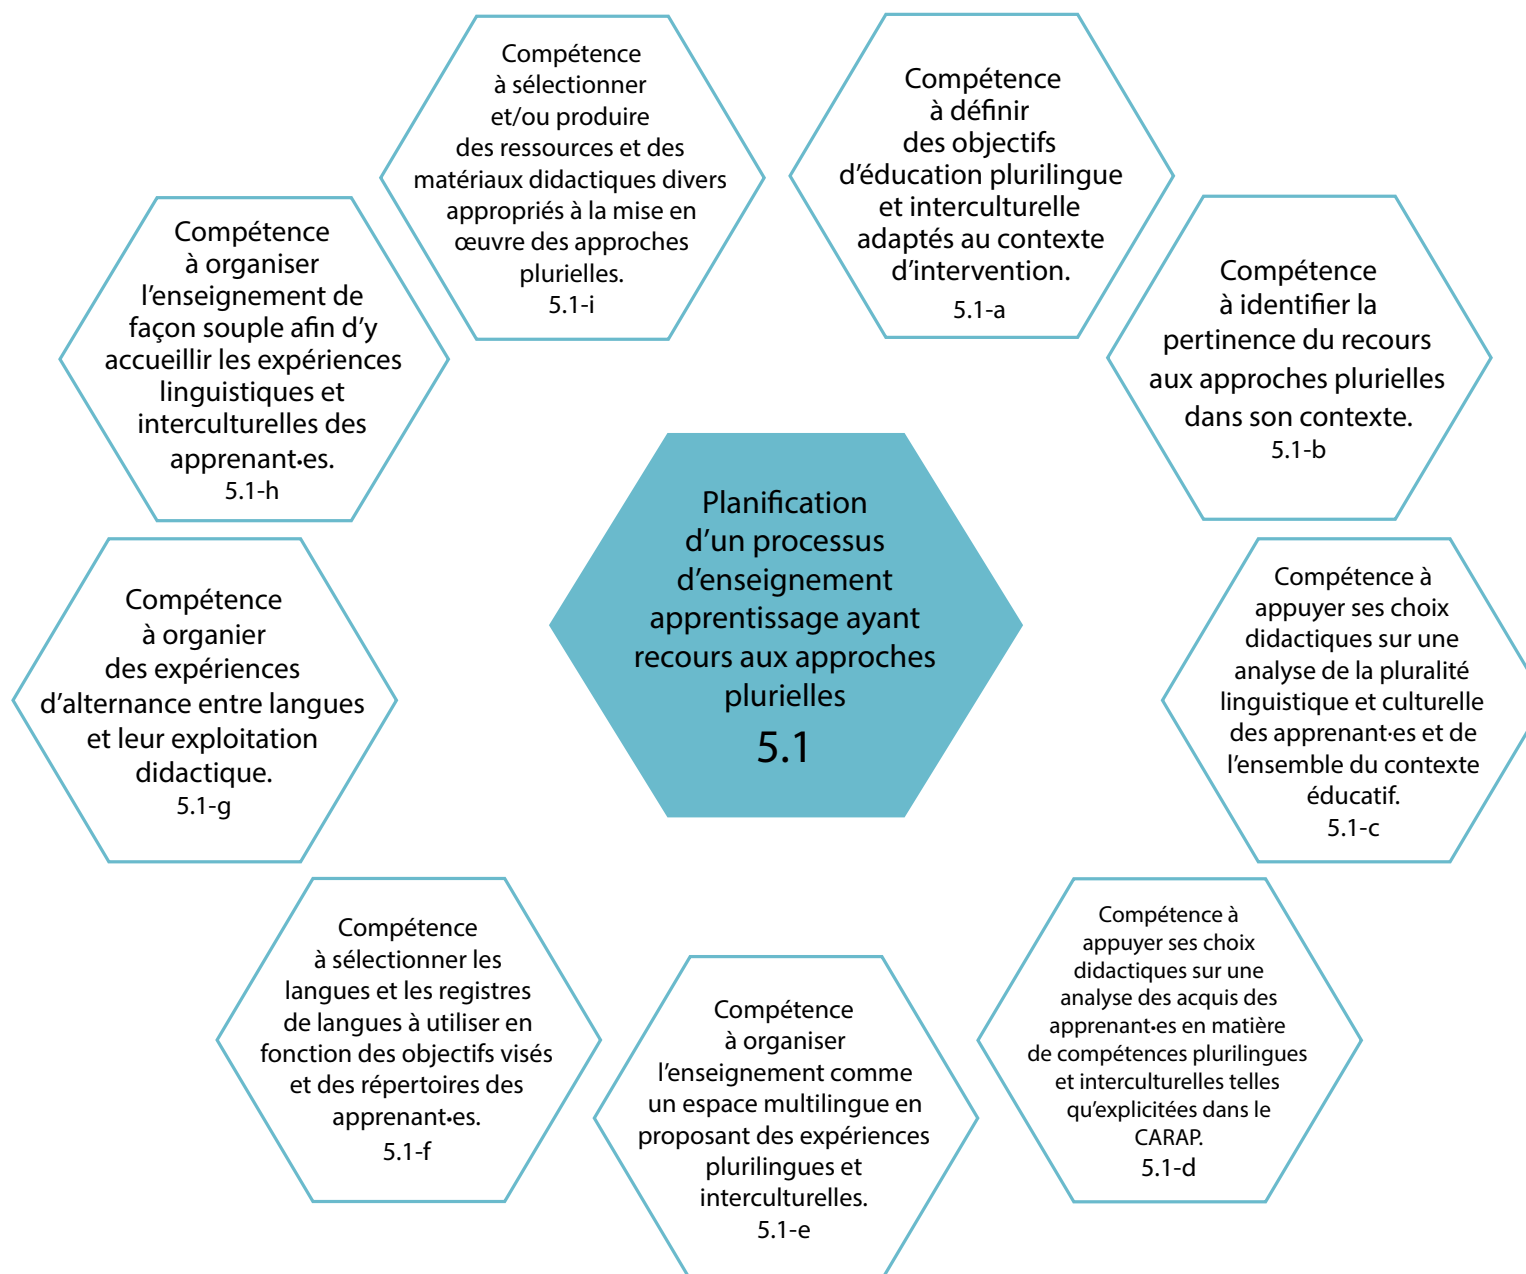 Planification
d'un processus
d'enseignement
apprentissage ayant
recours aux approches
plurielles
5.1
Compétence
à définir
des objectifs
d'éducation plurilingue
et interculturelle
adaptés au contexte
d'intervention.
5.1-a
Compétence
à identifier la
pertinence du recours
aux approches plurielles
dans son contexte.
5.1-b
Compétence à
appuyer ses choix
didactiques sur une
analyse de la pluralité
linguistique et culturelle
des apprenant·es et de
l'ensemble du contexte
éducatif.
5.1-c
Compétence à
appuyer ses choix
didactiques sur une
analyse des acquis des
apprenant·es en matière
de compétences plurilingues
et interculturelles telles
qu'explicitées dans le
CARAP.
5.1-d
Compétence
à organiser
l'enseignement comme
un espace multilingue en
proposant des expériences
plurilingues et
interculturelles.
5.1-e
Compétence
à sélectionner les
langues et les registres
de langues à utiliser en
fonction des objectifs visés
et des répertoires des
apprenant·es.
5.1-f
Compétence
à organier
des expériences
d'alternance entre langues
et leur exploitation
didactique.
5.1-g
Compétence
à organiser
l'enseignement de
façon souple afin d'y
accueillir les expériences
linguistiques et
interculturelles des
apprenant·es.
5.1-h
Compétence
à sélectionner
et/ou produire
des ressources et des
matériaux didactiques divers
appropriés à la mise en
œuvre des approches
plurielles.
5.1-i